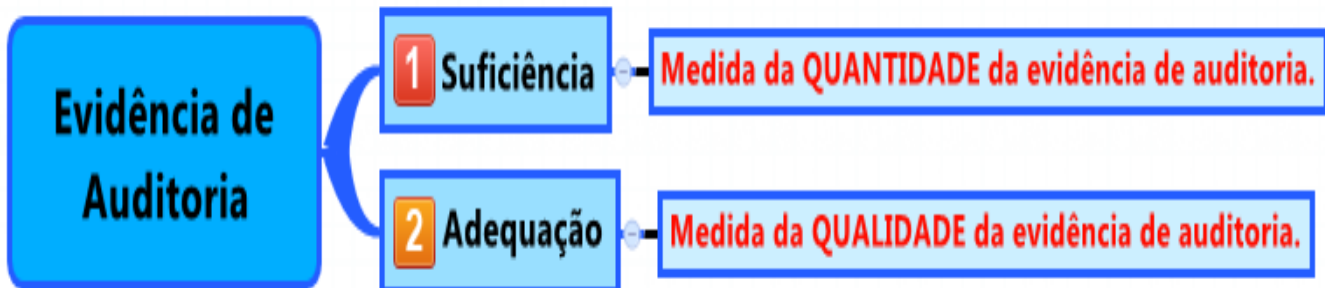 Evidência de
Auditoria
1 Suficiência
Medida da QUANTIDADE da evidência de auditoria.
2 Adequação
Medida da QUALIDADE da evidência de auditoria.